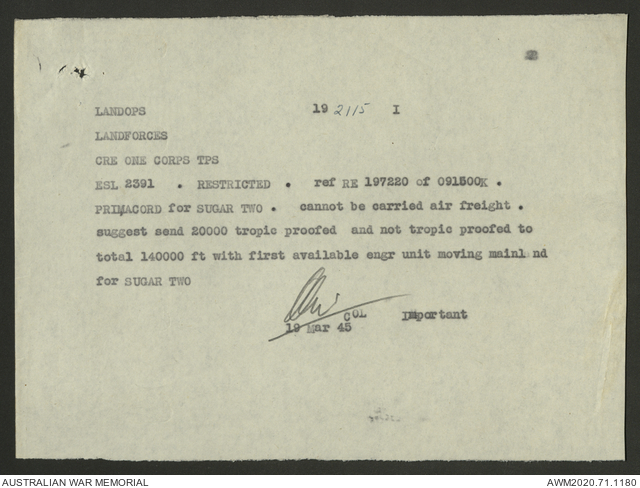 LANDOPS 192115 I
LANDFORCES
CRE ONE CORPS TPS
ESL 2391 . RESTRICTED . ref RE 197220 of 091500K .
PRIMACORD for SUGAR TWO . cannot be carried air freight .
suggest send 20000 tropic proofed and not tropic proofed to
total 140000 ft with first available engr unit moving mainl nd
for SUGAR TWO
COL Important
19 Mar 45
AUSTRALIAN WAR MEMORIAL AWM2020.71.1180